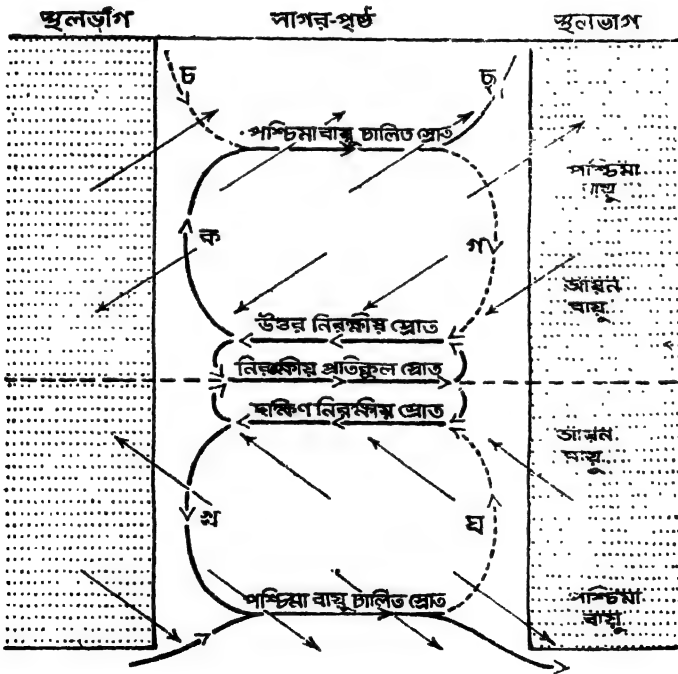 স্থলভাগ সাগর-পৃষ্ঠ স্থলভাগ
চ চ
পশ্চিমা বায়ু চালিত স্রোত
পশ্চিমা
বায়ু
ক গ
আয়ন
বায়ু
উত্তর নিরক্ষীয় স্রোত
নিরক্ষীয় প্রতিকূল স্রোত
দক্ষিণ নিরক্ষীয় স্রোত
আয়ন
বায়ু
খ ঘ
পশ্চিমা বায়ু চালিত স্রোত
পশ্চিমা
বায়ু